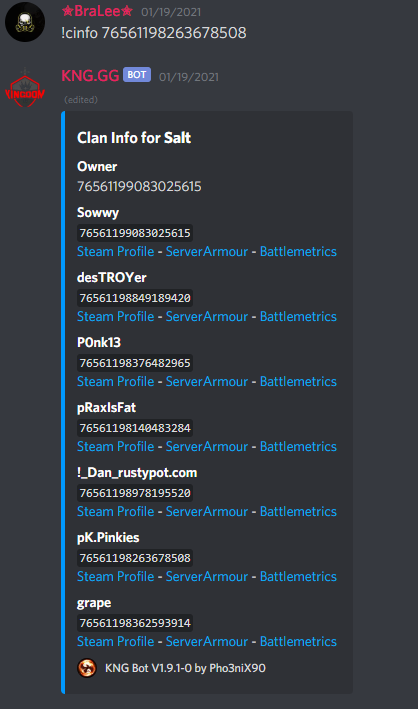 ★BraLee★ 01/19/2021
!cinfo 76561198263678508
KNG.GG BOT 01/19/2021
(edited)
Clan Info for Salt
Owner
76561199083025615
Sowwy
76561199083025615
Steam Profile - ServerArmour - Battlemetrics
desTROYer
76561198849189420
Steam Profile - ServerArmour - Battlemetrics
P0nk13
76561198376482965
Steam Profile - ServerArmour - Battlemetrics
pRaxIsFat
76561198140483284
Steam Profile - ServerArmour - Battlemetrics
!_Dan_rustypot.com
76561198978195520
Steam Profile - ServerArmour - Battlemetrics
pK.Pinkies
76561198263678508
Steam Profile - ServerArmour - Battlemetrics
grape
76561198362593914
Steam Profile - ServerArmour - Battlemetrics
KNG Bot V1.9.1-0 by Pho3niX90